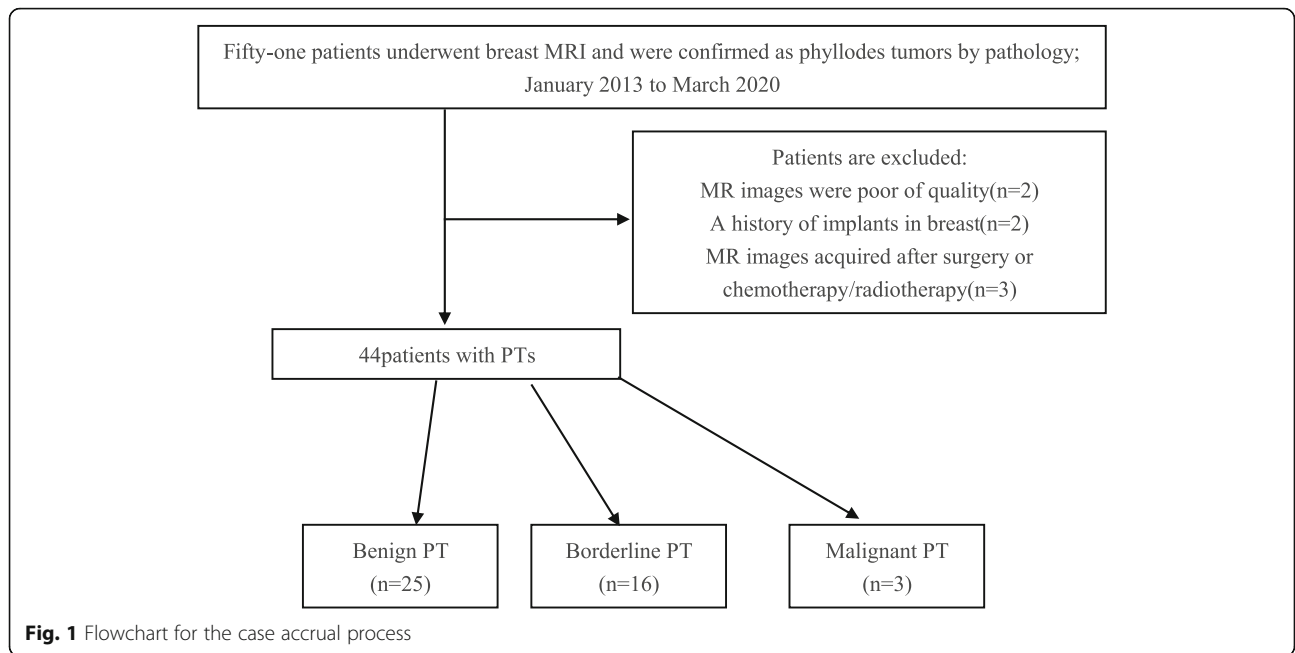 Fifty-one patients underwent breast MRI and were confirmed as phyllodes tumors by pathology;
January 2013 to March 2020
Patients are excluded:
MR images were poor of quality(n=2)
A history of implants in breast(n=2)
MR images acquired after surgery or
chemotherapy/radiotherapy(n=3)
44patients with PTs
Benign PT
(n=25)
Borderline PT
(n=16)
Malignant PT
(n=3)
Fig. 1 Flowchart for the case accrual process